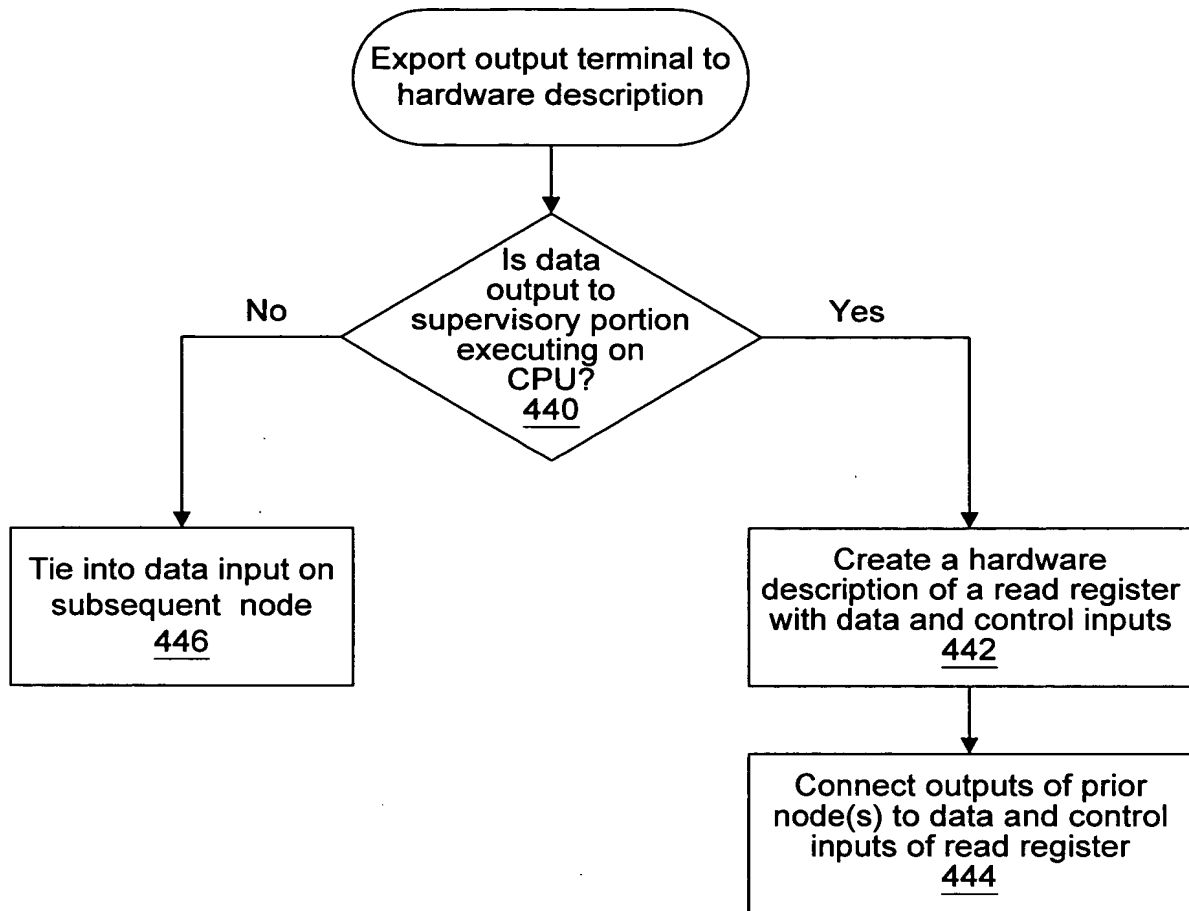 Export output terminal to
hardware description
Is data
output to
supervisory portion
executing on
CPU?
440
No
Yes
Tie into data input on
subsequent node
446
Create a hardware
description of a read register
with data and control inputs
442
Connect outputs of prior
node(s) to data and control
inputs of read register
444